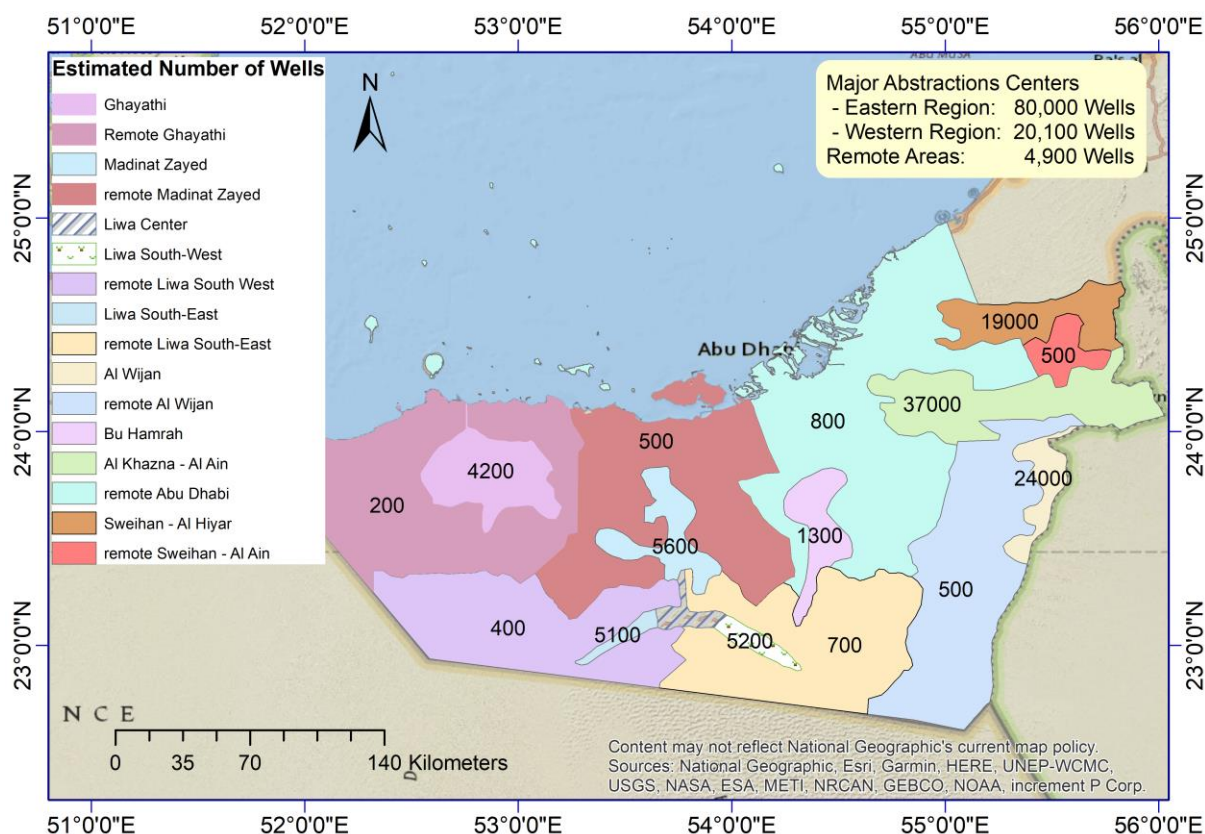 51°0'0"E 52°0'0"E 53°0'0"E 54°0'0"E 55°0'0"E 56°0'0"E
Estimated Number of Wells
Ghayathi
Remote Ghayathi
Madinat Zayed
remote Madinat Zayed
Liwa Center
Liwa South-West
remote Liwa South West
Liwa South-East
remote Liwa South-East
Al Wijan
remote Al Wijan
Bu Hamrah
Al Khazna - Al Ain
remote Abu Dhabi
Sweihan - Al Hiyar
remote Sweihan - Al Ain
N
ABU MUSA
Major Abstractions Centers
- Eastern Region: 80,000 Wells
- Western Region: 20,100 Wells
Remote Areas: 4,900 Wells
25°0'0"N 25°0'0"N
19000
Abu Dhab
500
37000
24°0'0"N 24°0'0"N
800
500
4200
24000
200
1300
5600
500
400
5100
5200
700
23°0'0"N 23°0'0"N
N C E
0 35 70 140 Kilometers
Content may not reflect National Geographic's current map policy.
Sources: National Geographic, Esri, Garmin, HERE, UNEP-WCMC,
USGS, NASA, ESA, METI, NRCAN, GEBCO, NOAA, increment P Corp.
51°0'0"E 52°0'0"E 53°0'0"E 54°0'0"E 55°0'0"E 56°0'0"E